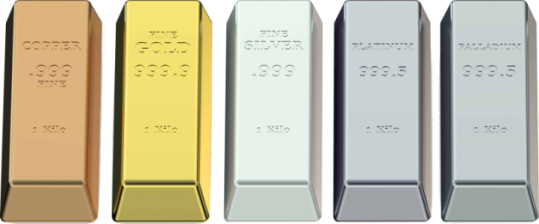 COPPER
.999
FINE
1 Kilo
FINE
GOLD
999.9
1 Kilo
FINE
SILVER
.999
1 Kilo
PLATINUM
999.5
1 Kilo
PALLADIUM
999.5
1 Kilo